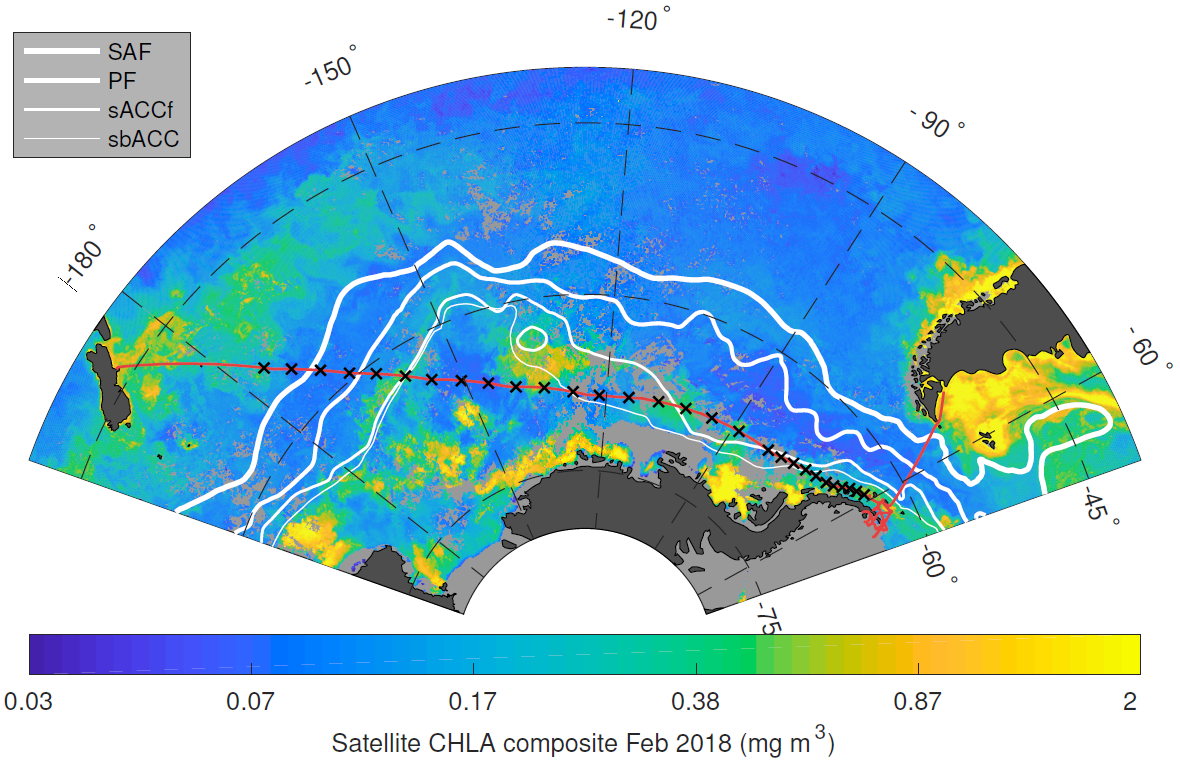 -120°
-150°
SAF
PF
sACCf
sbACC
-90°
-180°
-60°
-45°
-60°
-75
0.03 0.07 0.17 0.38 0.87 2
Satellite CHLA composite Feb 2018 (mg m³)